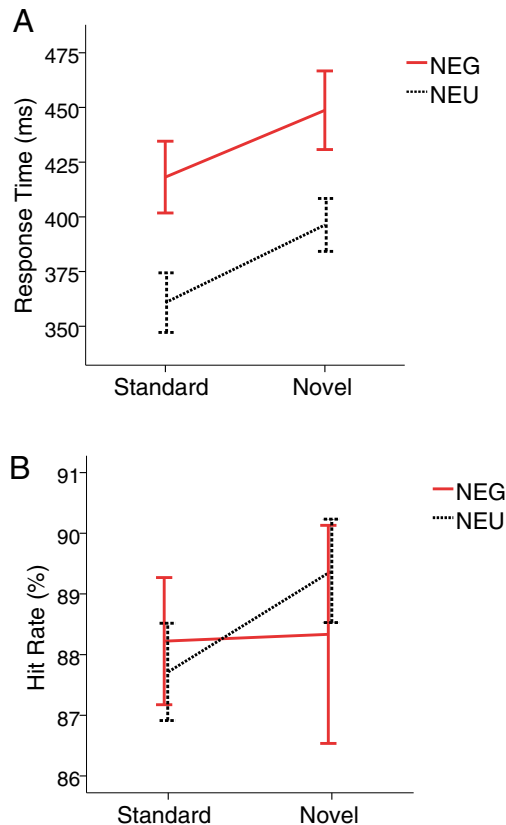 A
475
450
425
400
375
350
Response Time (ms)
Standard Novel
NEG
NEU
B
91
90
89
88
87
86
Hit Rate (%)
Standard Novel
NEG
NEU